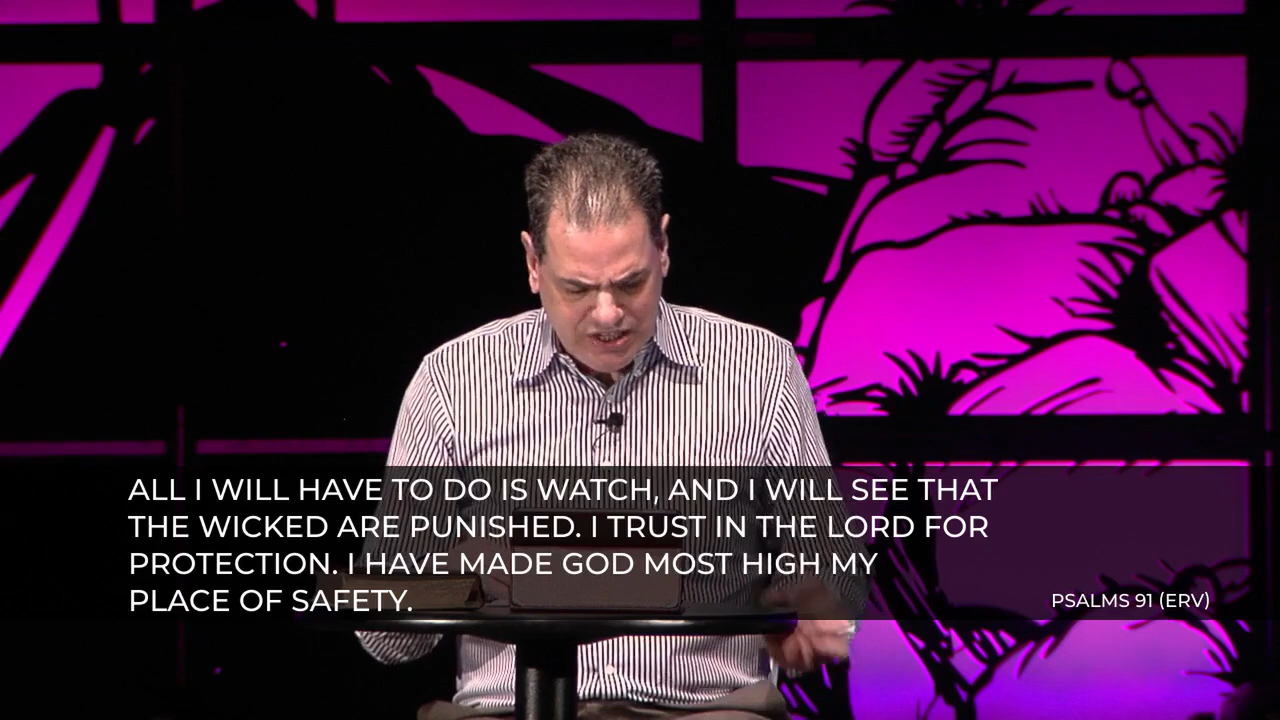 ALL I WILL HAVE TO DO IS WATCH, AND I WILL SEE THAT
THE WICKED ARE PUNISHED. I TRUST IN THE LORD FOR
PROTECTION. I HAVE MADE GOD MOST HIGH MY
PLACE OF SAFETY.
PSALMS 91 (ERV)